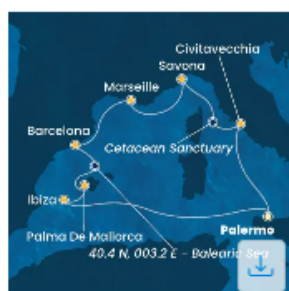 Civitavecchia
Savona
Marseille
Barcelona
Cetacean Sanctuary
Ibiza
Palermo
Palma De Mallorca
40.4 N, 003.2 E - Balearic Sea